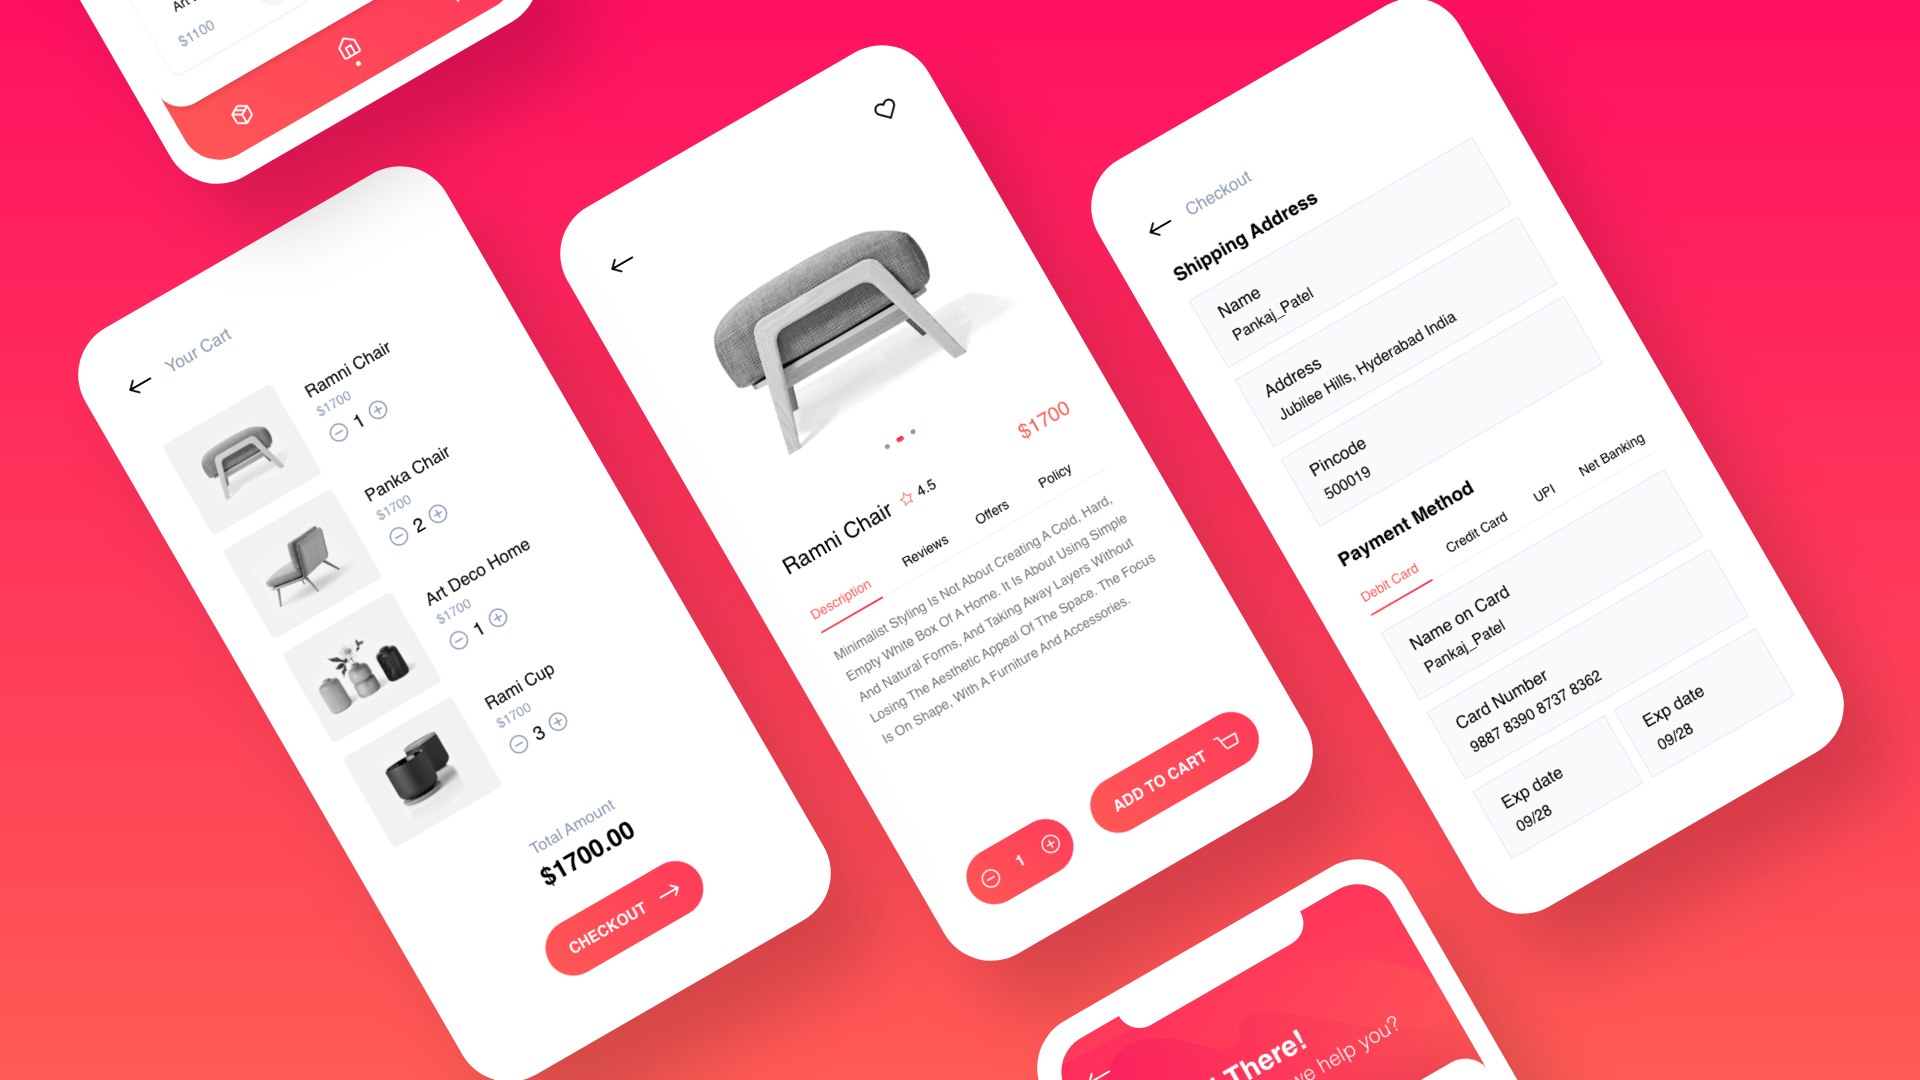 $1100
Your Cart
Ramni Chair
$1700
1
Panka Chair
$1700
2
Art Deco Home
$1700
1
Rami Cup
$1700
3
Total Amount
$1700.00
CHECKOUT
$1700
Ramni Chair 4.5
Description Reviews Offers Policy
Minimalist Styling Is Not About Creating A Cold, Hard,
Empty White Box Of A Home. It Is About Using Simple
And Natural Forms, And Taking Away Layers Without
Losing The Aesthetic Appeal Of The Space. The Focus
Is On Shape, With A Furniture And Accessories.
1
ADD TO CART
Checkout
Shipping Address
Name
Pankaj_Patel
Address
Jubilee Hills, Hyderabad India
Pincode
500019
Payment Method
Debit Card Credit Card UPI Net Banking
Name on Card
Pankaj_Patel
Card Number
9887 8390 8737 8362
Exp date
09/28
Exp date
09/28
There!
we help you?